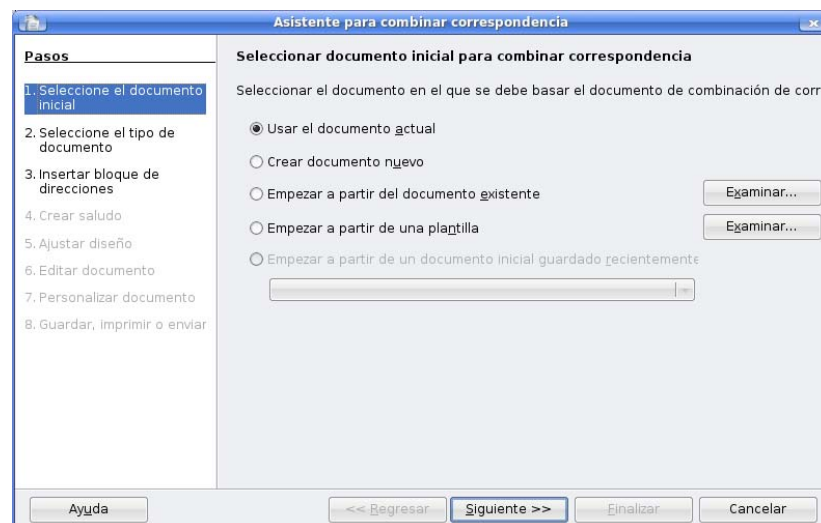 Asistente para combinar correspondencia
Pasos
1. Seleccione el documento
inicial
2. Seleccione el tipo de
documento
3. Insertar bloque de
direcciones
4. Crear saludo
5. Ajustar diseño
6. Editar documento
7. Personalizar documento
8. Guardar, imprimir o enviar
Seleccionar documento inicial para combinar correspondencia
Seleccionar el documento en el que se debe basar el documento de combinación de corr
Usar el documento actual
Crear documento nuevo
Empezar a partir del documento existente
Examinar...
Empezar a partir de una plantilla
Examinar...
Empezar a partir de un documento inicial guardado recientemente
Ayuda
<< Regresar
Siguiente >>
Finalizar
Cancelar